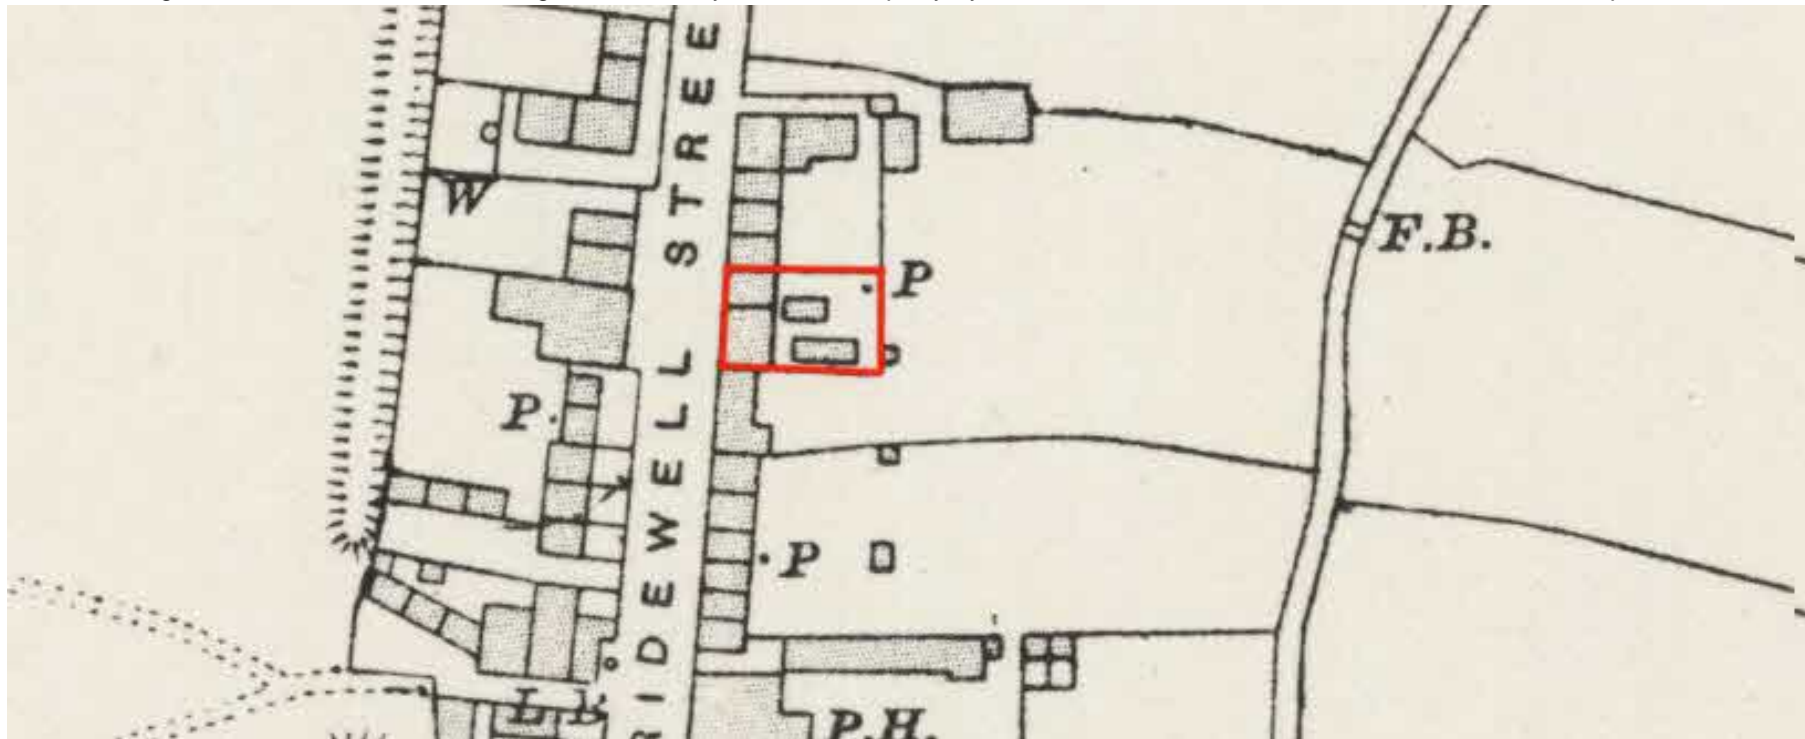 RIDEWELL STREE
W
F.B.
P
P.
P
L B
P.H.